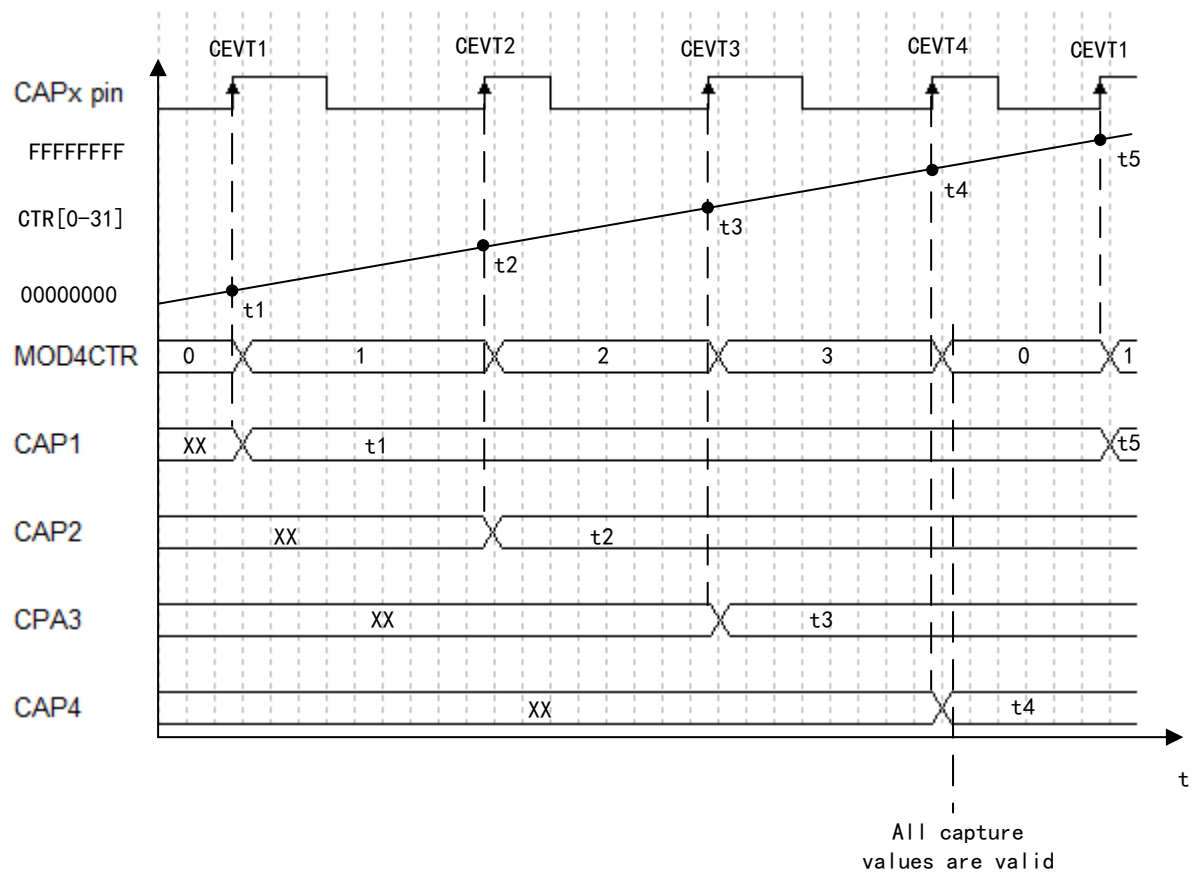 CEVT1 CEVT2 CEVT3 CEVT4 CEVT1
CAPx pin
FFFFFFFF
t5
t4
CTR[0-31]
t3
t2
00000000
t1
MOD4CTR 0 1 2 3 0 1
CAP1 XX t1 t5
CAP2 XX t2
CPA3 XX t3
CAP4 XX t4
t
All capture
values are valid